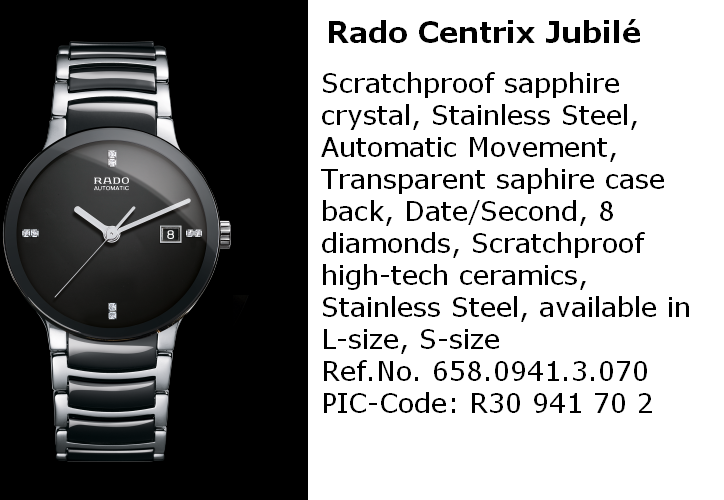 RADO
AUTOMATIC
8
Rado Centrix Jubilé
Scratchproof sapphire
crystal, Stainless Steel,
Automatic Movement,
Transparent saphire case
back, Date/Second, 8
diamonds, Scratchproof
high-tech ceramics,
Stainless Steel, available in
L-size, S-size
Ref.No. 658.0941.3.070
PIC-Code: R30 941 70 2